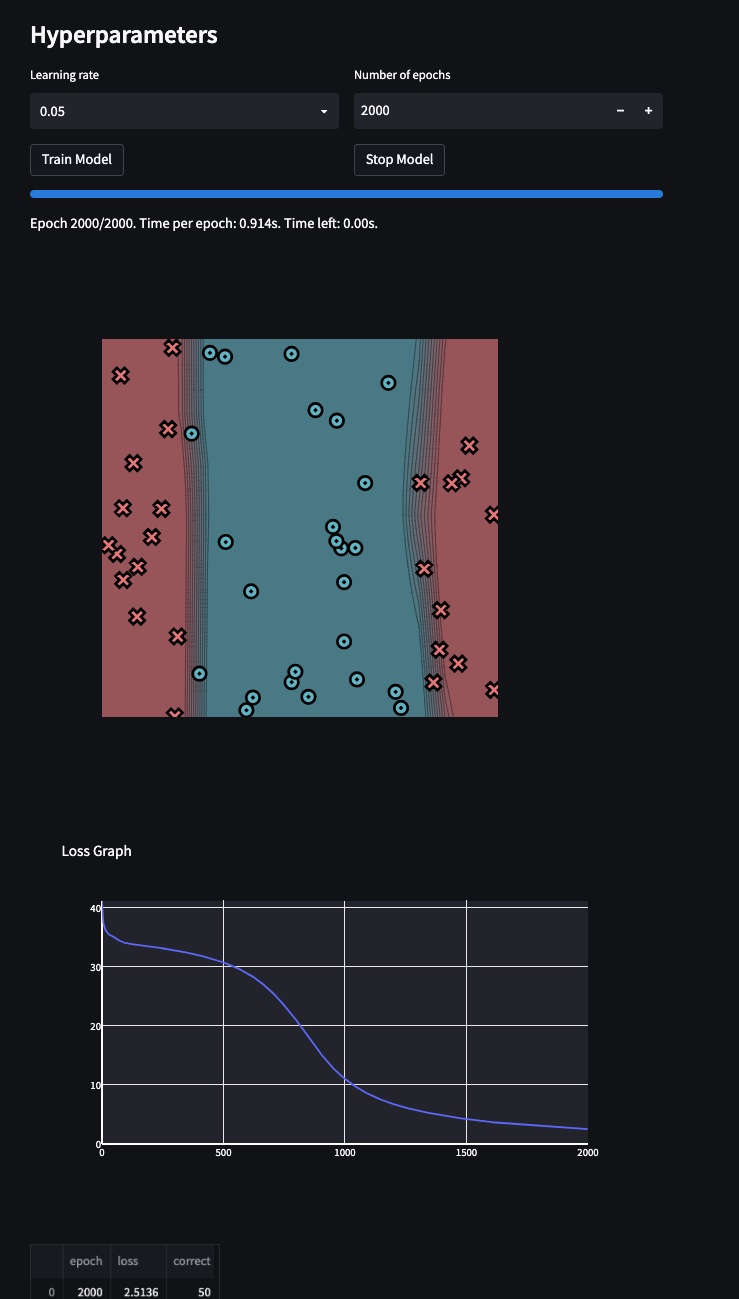 Hyperparameters
Learning rate Number of epochs
0.05 2000 − +
Train Model Stop Model
Epoch 2000/2000. Time per epoch: 0.914s. Time left: 0.00s.
Loss Graph
40
30
20
10
0
0 500 1000 1500 2000
epoch loss correct
0 2000 2.5136 50